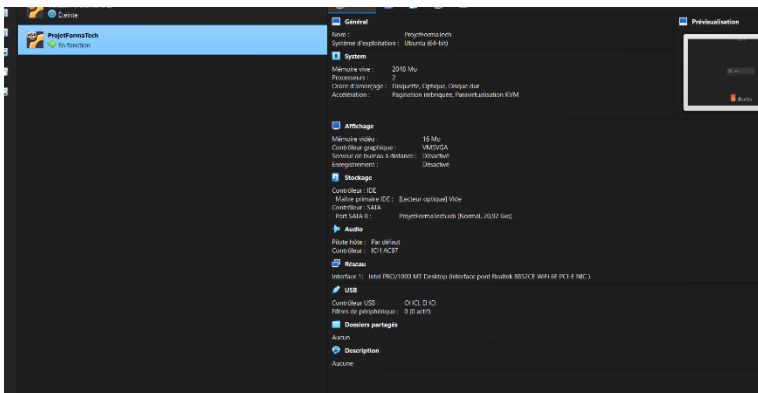 Éteinte
ProjetFormaTech
En fonction
Général
Nom : ProjetFormaTech
Système d'exploitation : Ubuntu (64-bit)
System
Mémoire vive : 2048 Mo
Processeurs : 2
Ordre d'amorçage : Disquette, Optique, Disque dur
Accélération : Pagination imbriquée, Paravirtualisation KVM
Affichage
Mémoire vidéo : 16 Mo
Contrôleur graphique : VMSVGA
Serveur de bureau à distance : Désactivé
Enregistrement : Désactivé
Stockage
Contrôleur : IDE
Maître primaire IDE : [Lecteur optique] Vide
Contrôleur : SATA
Port SATA 0 : ProjetFormaTech.vdi (Normal, 20,92 Gio)
Audio
Pilote hôte : Par défaut
Contrôleur : ICH AC97
Réseau
Interface 1: Intel PRO/1000 MT Desktop (Interface pont Realtek 8852CE WiFi 6E PCI-E NIC )
USB
Contrôleur USB : OHCI, EHCI
Filtres de périphérique : 0 (0 actif)
Dossiers partagés
Aucun
Description
Aucune
Prévisualisation
Ubuntu